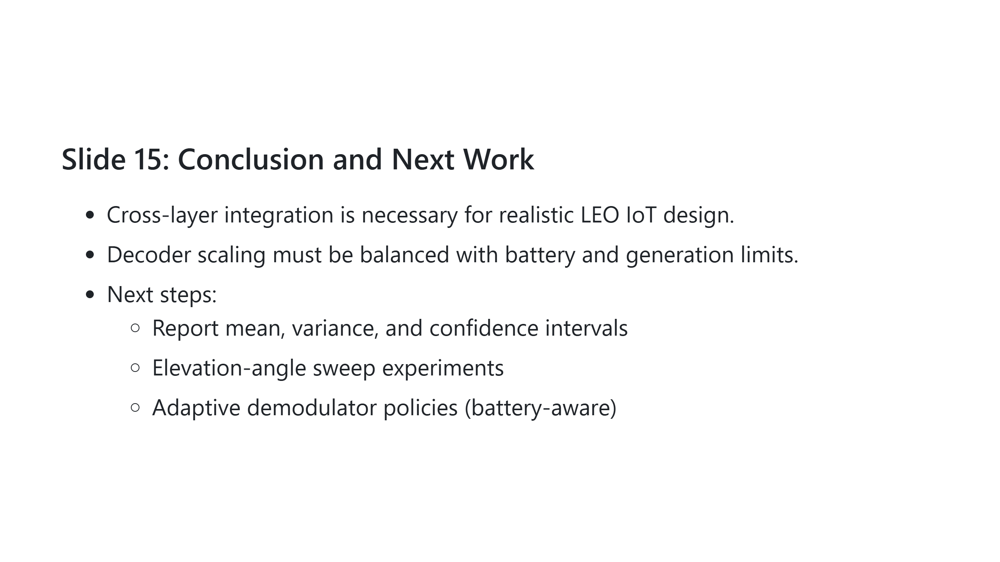 Slide 15: Conclusion and Next Work
Cross-layer integration is necessary for realistic LEO IoT design.
Decoder scaling must be balanced with battery and generation limits.
Next steps:
Report mean, variance, and confidence intervals
Elevation-angle sweep experiments
Adaptive demodulator policies (battery-aware)